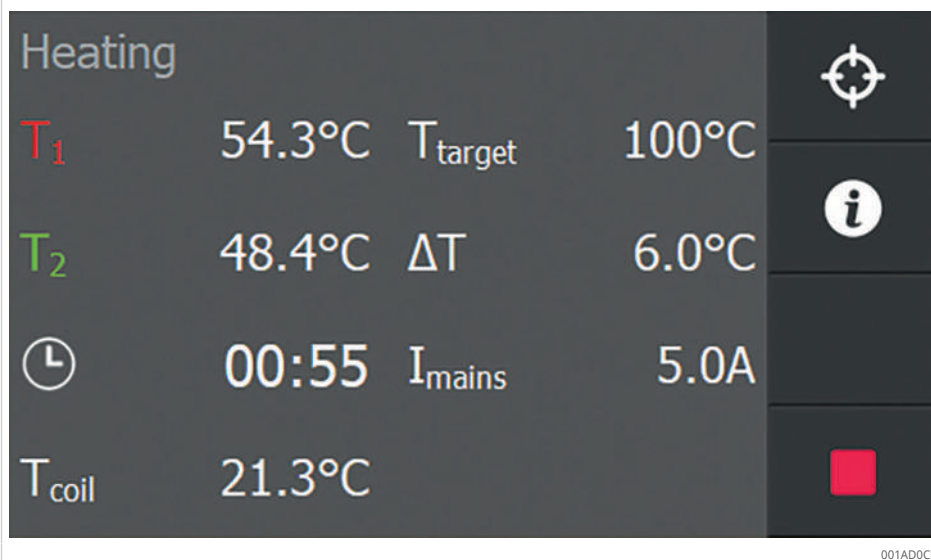 Heating
T1 54.3°C Ttarget 100°C
T2 48.4°C ΔT 6.0°C
00:55 Imains 5.0A
Tcoil 21.3°C
i
001AD0C